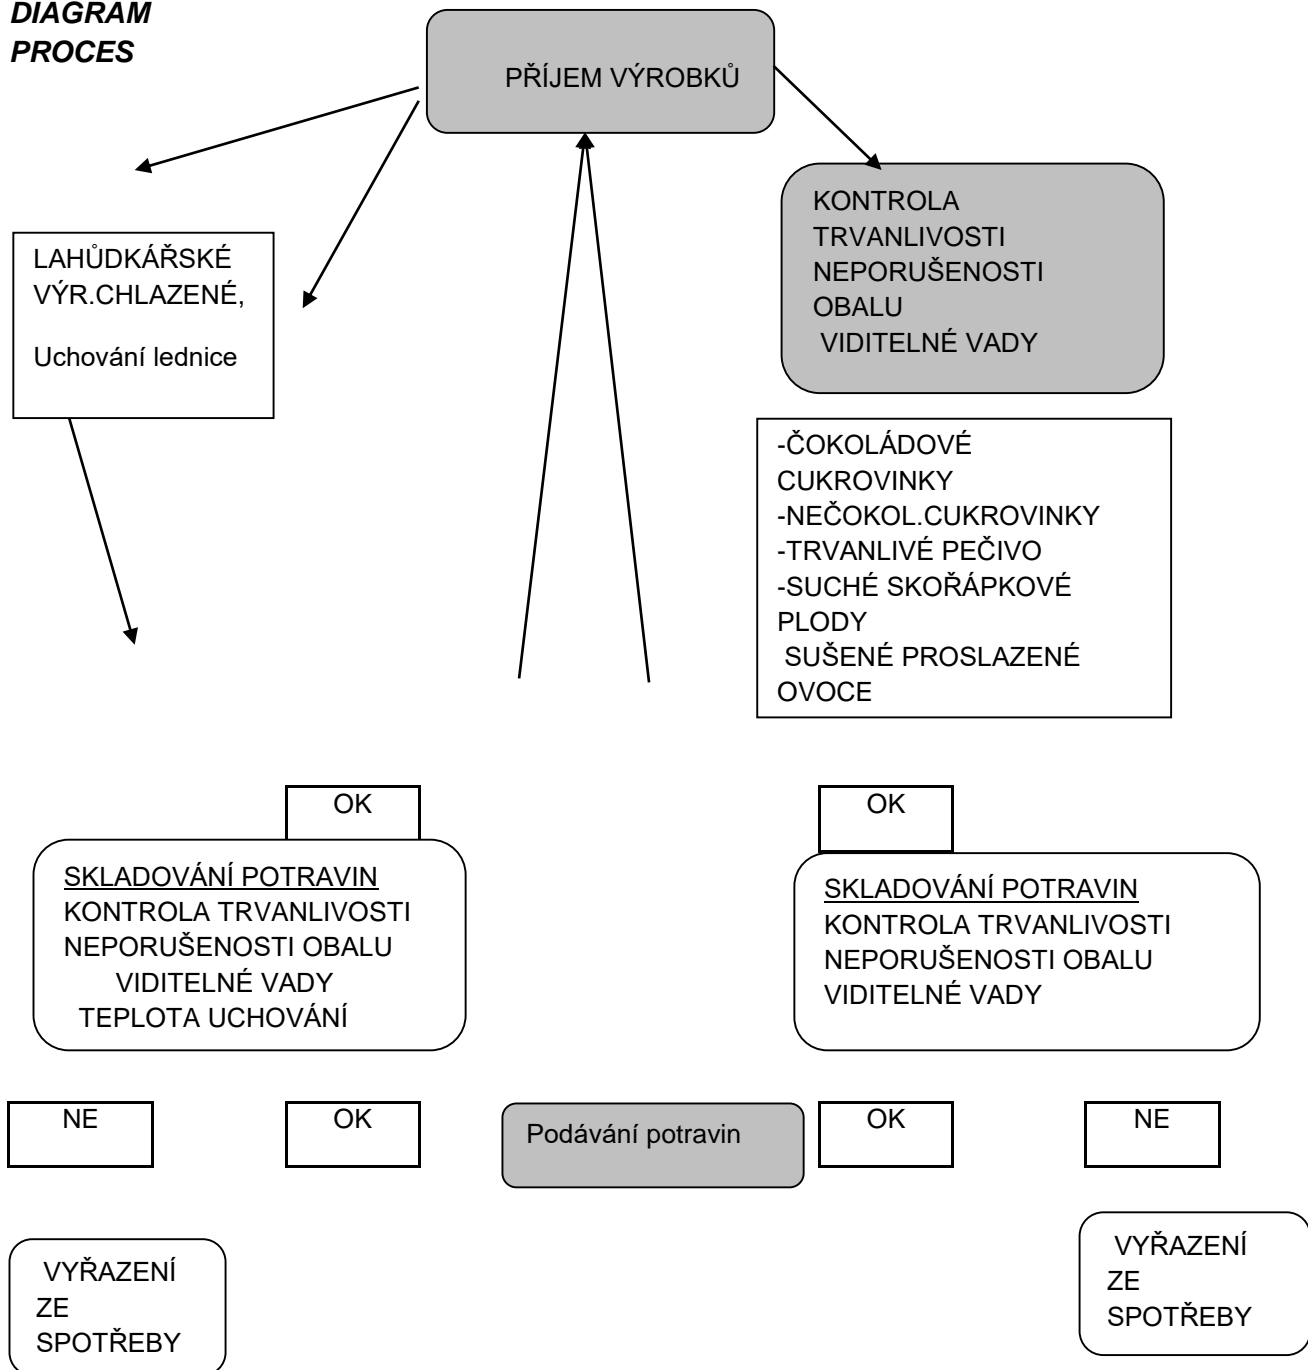 DIAGRAM
PROCES
PŘÍJEM VÝROBKŮ
KONTROLA
TRVANLIVOSTI
NEPORUŠENOSTI
OBALU
VIDITELNÉ VADY
LAHŮDKÁŘSKÉ
VÝR.CHLAZENÉ,
Uchování lednice
-ČOKOLÁDOVÉ
CUKROVINKY
-NEČOKOL.CUKROVINKY
-TRVANLIVÉ PEČIVO
-SUCHÉ SKOŘÁPKOVÉ
PLODY
SUŠENÉ PROSLAZENÉ
OVOCE
OK
OK
SKLADOVÁNÍ POTRAVIN
KONTROLA TRVANLIVOSTI
NEPORUŠENOSTI OBALU
VIDITELNÉ VADY
TEPLOTA UCHOVÁNÍ
SKLADOVÁNÍ POTRAVIN
KONTROLA TRVANLIVOSTI
NEPORUŠENOSTI OBALU
VIDITELNÉ VADY
NE
OK
Podávání potravin
OK
NE
VYŘAZENÍ
ZE
SPOTŘEBY
VYŘAZENÍ
ZE
SPOTŘEBY